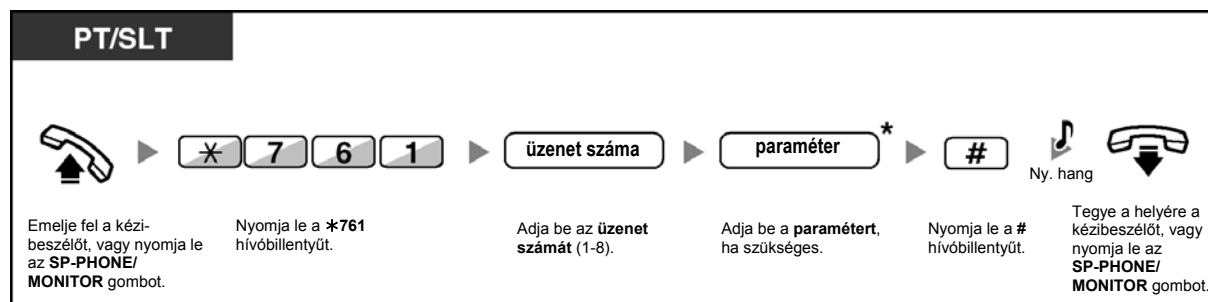 PT/SLT
* 7 6 1
üzenet száma
paraméter*
#
Ny. hang
Emelje fel a kézi-
beszélőt, vagy nyomja le
az SP-PHONE/
MONITOR gombot.
Nyomja le a *761
hívóbillentyűt.
Adja be az üzenet
számát (1-8).
Adja be a paramétert,
ha szükséges.
Nyomja le a #
hívóbillentyűt.
Tegye a helyére a
kézibeszélőt, vagy
nyomja le az
SP-PHONE/
MONITOR gombot.